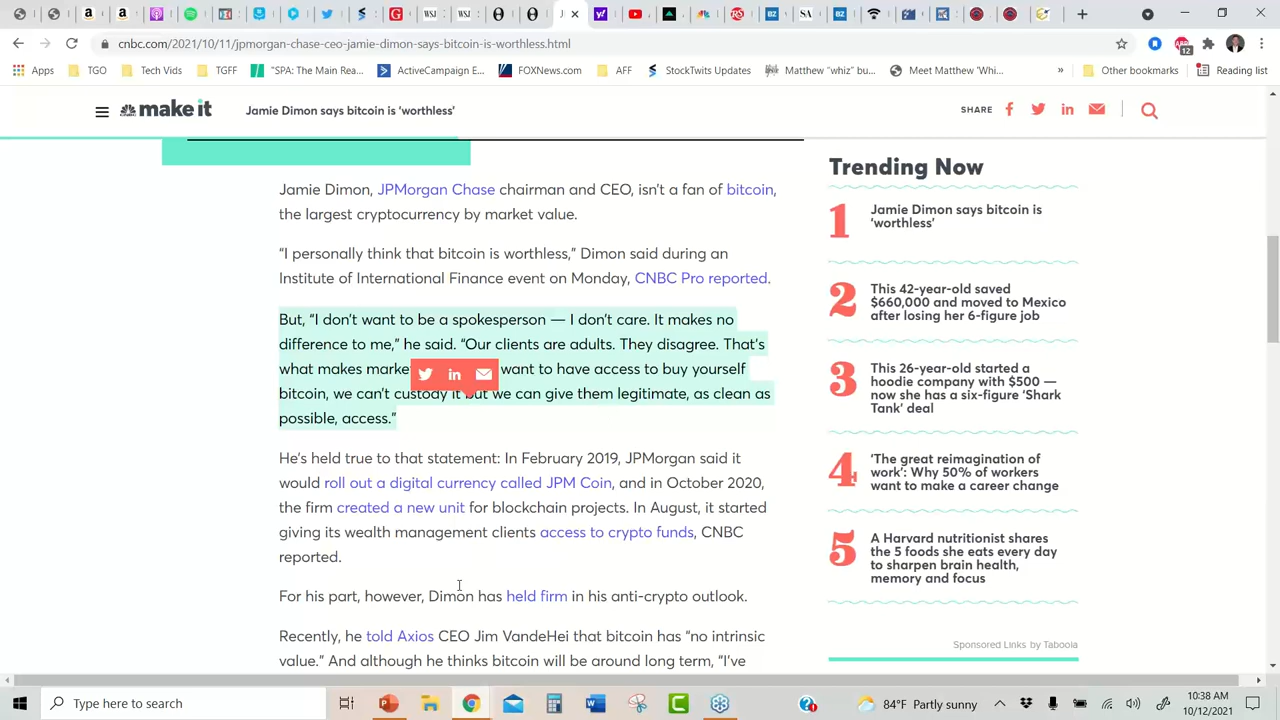 cnbc.com/2021/10/11/jpmorgan-chase-ceo-jamie-dimon-says-bitcoin-is-worthless.html
12
Apps
TGO
Tech Vids
TGFF
"SPA: The Main Rea...
ActiveCampaign E...
FOXNews.com
AFF
StockTwits Updates
Matthew "whiz" bu...
Meet Matthew 'Whi...
»
Other bookmarks
Reading list
make it
Jamie Dimon says bitcoin is ‘worthless’
SHARE
Jamie Dimon, JPMorgan Chase chairman and CEO, isn’t a fan of bitcoin,
the largest cryptocurrency by market value.
“I personally think that bitcoin is worthless,” Dimon said during an
Institute of International Finance event on Monday, CNBC Pro reported.
But, “I don’t want to be a spokesperson — I don’t care. It makes no
difference to me,” he said. “Our clients are adults. They disagree. That’s
what makes marke want to have access to buy yourself
bitcoin, we can’t custody it but we can give them legitimate, as clean as
possible, access.”
He’s held true to that statement: In February 2019, JPMorgan said it
would roll out a digital currency called JPM Coin, and in October 2020,
the firm created a new unit for blockchain projects. In August, it started
giving its wealth management clients access to crypto funds, CNBC
reported.
For his part, however, Dimon has held firm in his anti-crypto outlook.
Recently, he told Axios CEO Jim VandeHei that bitcoin has “no intrinsic
value.” And although he thinks bitcoin will be around long term, “I’ve
Trending Now
1
Jamie Dimon says bitcoin is
‘worthless’
2
This 42-year-old saved
$660,000 and moved to Mexico
after losing her 6-figure job
3
This 26-year-old started a
hoodie company with $500 —
now she has a six-figure ‘Shark
Tank’ deal
4
‘The great reimagination of
work’: Why 50% of workers
want to make a career change
5
A Harvard nutritionist shares
the 5 foods she eats every day
to sharpen brain health,
memory and focus
Sponsored Links by Taboola
Type here to search
84°F Partly sunny
10:38 AM
10/12/2021